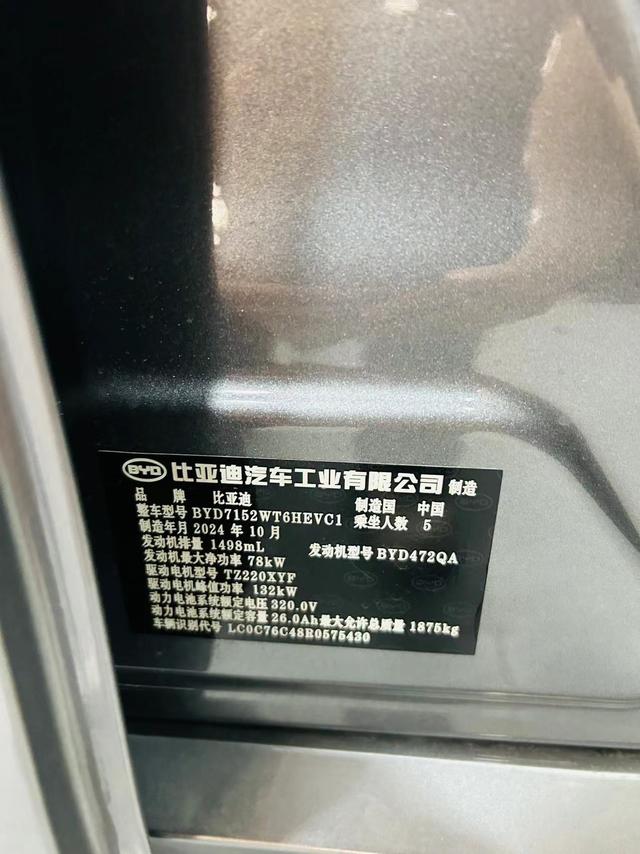 BYD 比亚迪汽车工业有限公司 制造
品 牌 比亚迪 制造国 中国
整车型号 BYD7152WT6HEVC1 乘坐人数 5
制造年月 2024 年 10 月
发动机排量 1498mL 发动机型号 BYD472QA
发动机最大净功率 78kW
驱动电机型号 TZ220XYF
驱动电机峰值功率 132kW
动力电池系统额定电压 320.0V
动力电池系统额定容量 26.0Ah 最大允许总质量 1875kg
车辆识别代号 LC0C76C48R0575430